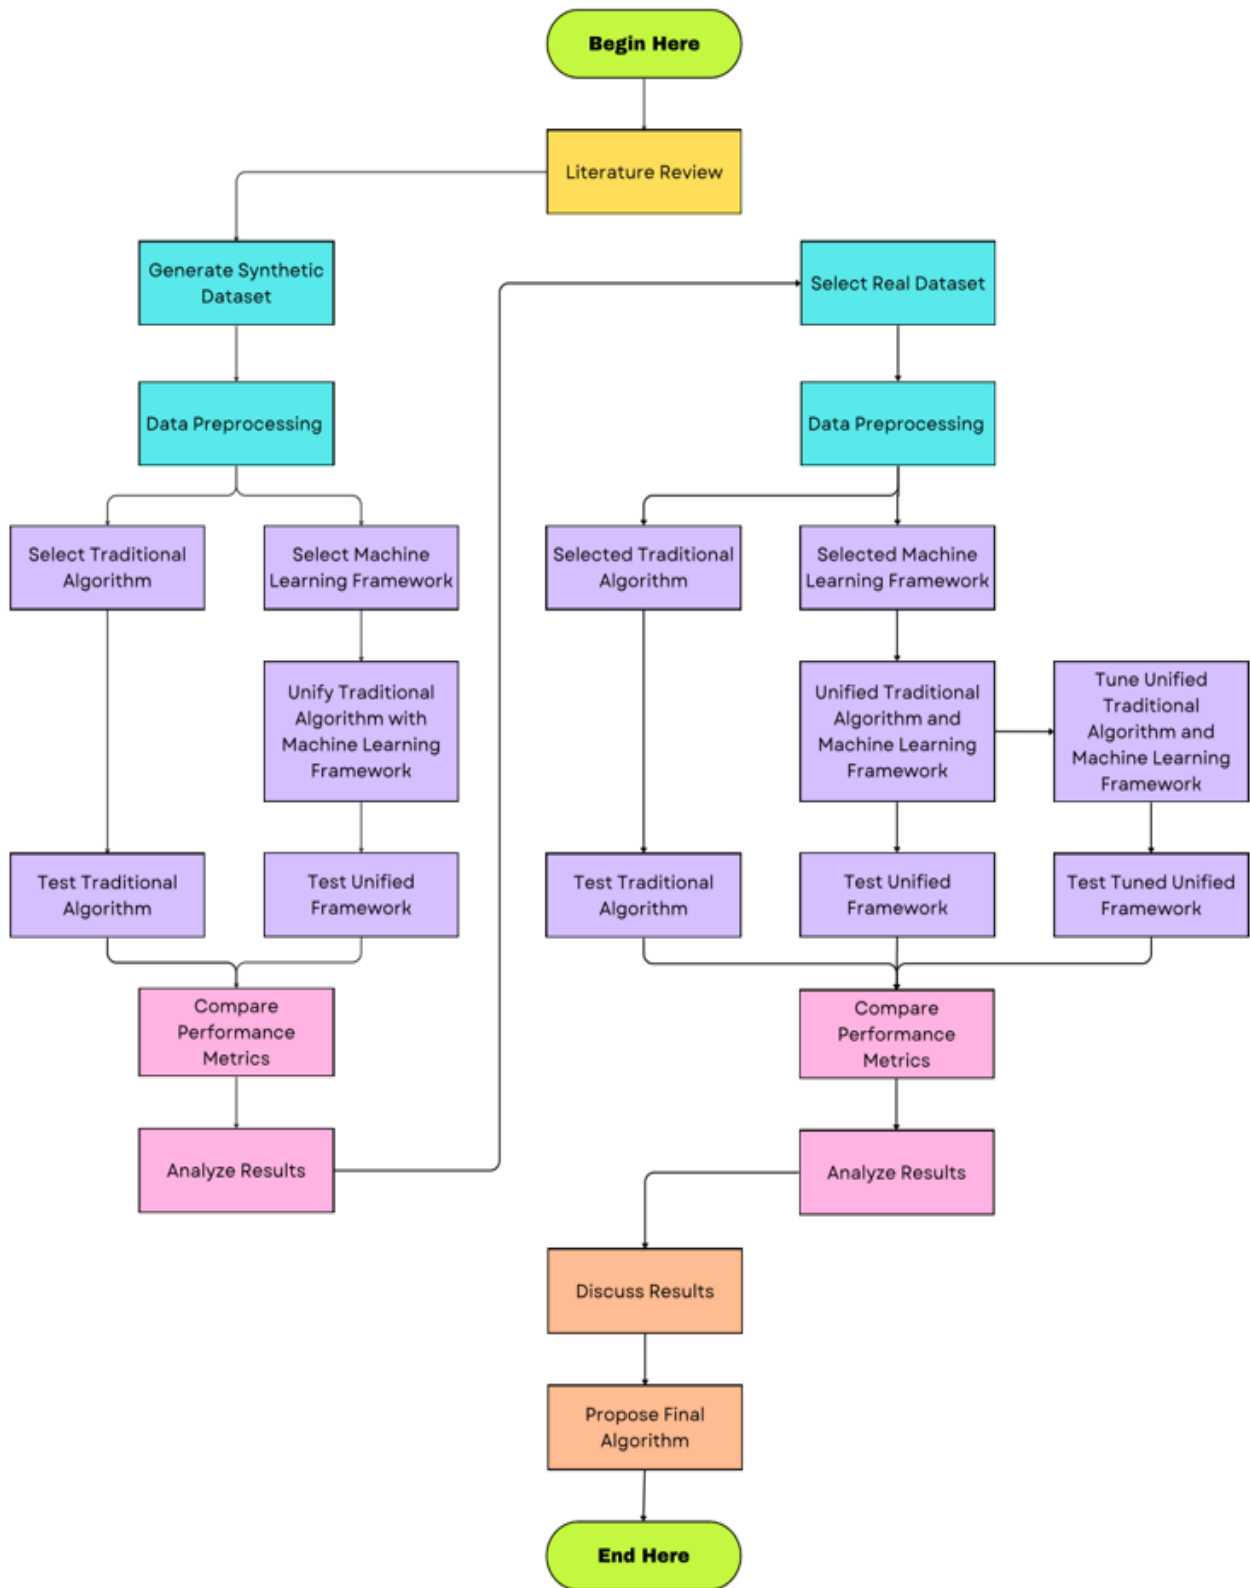 Begin Here
Literature Review
Generate Synthetic
Dataset
Data Preprocessing
Select Traditional
Algorithm
Select Machine
Learning Framework
Unify Traditional
Algorithm with
Machine Learning
Framework
Test Traditional
Algorithm
Test Unified
Framework
Compare
Performance
Metrics
Analyze Results
Select Real Dataset
Data Preprocessing
Selected Traditional
Algorithm
Selected Machine
Learning Framework
Unified Traditional
Algorithm and
Machine Learning
Framework
Tune Unified
Traditional
Algorithm and
Machine Learning
Framework
Test Traditional
Algorithm
Test Unified
Framework
Test Tuned Unified
Framework
Compare
Performance
Metrics
Analyze Results
Discuss Results
Propose Final
Algorithm
End Here